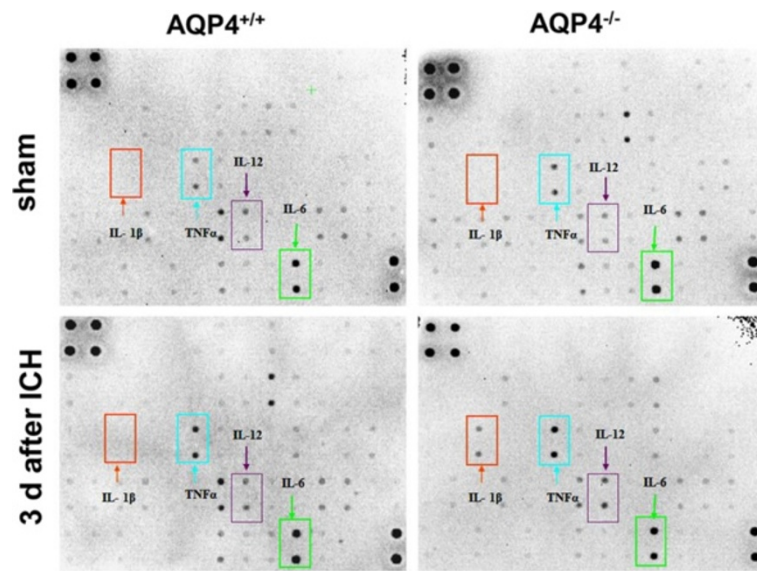 AQP4+/+
AQP4-/-
sham
IL-12
IL-6
IL- 1β
TNFα
IL-12
IL-6
IL- 1β
TNFα
3 d after ICH
IL-12
IL-6
IL- 1β
TNFα
IL-12
IL-6
IL- 1β
TNFα